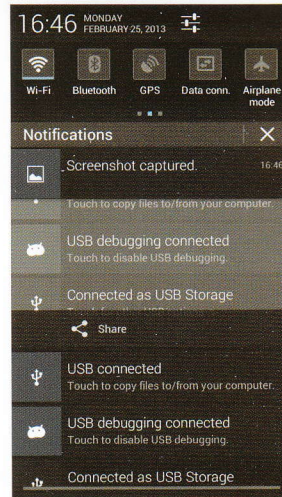 16:46 MONDAY
FEBRUARY 25, 2013
Wi-Fi Bluetooth GPS Data conn. Airplane mode
Notifications
Screenshot captured. 16:46
Touch to copy files to/from your computer.
USB debugging connected
Touch to disable USB debugging.
Connected as USB Storage
Share
USB connected
Touch to copy files to/from your computer.
USB debugging connected
Touch to disable USB debugging.
Connected as USB Storage